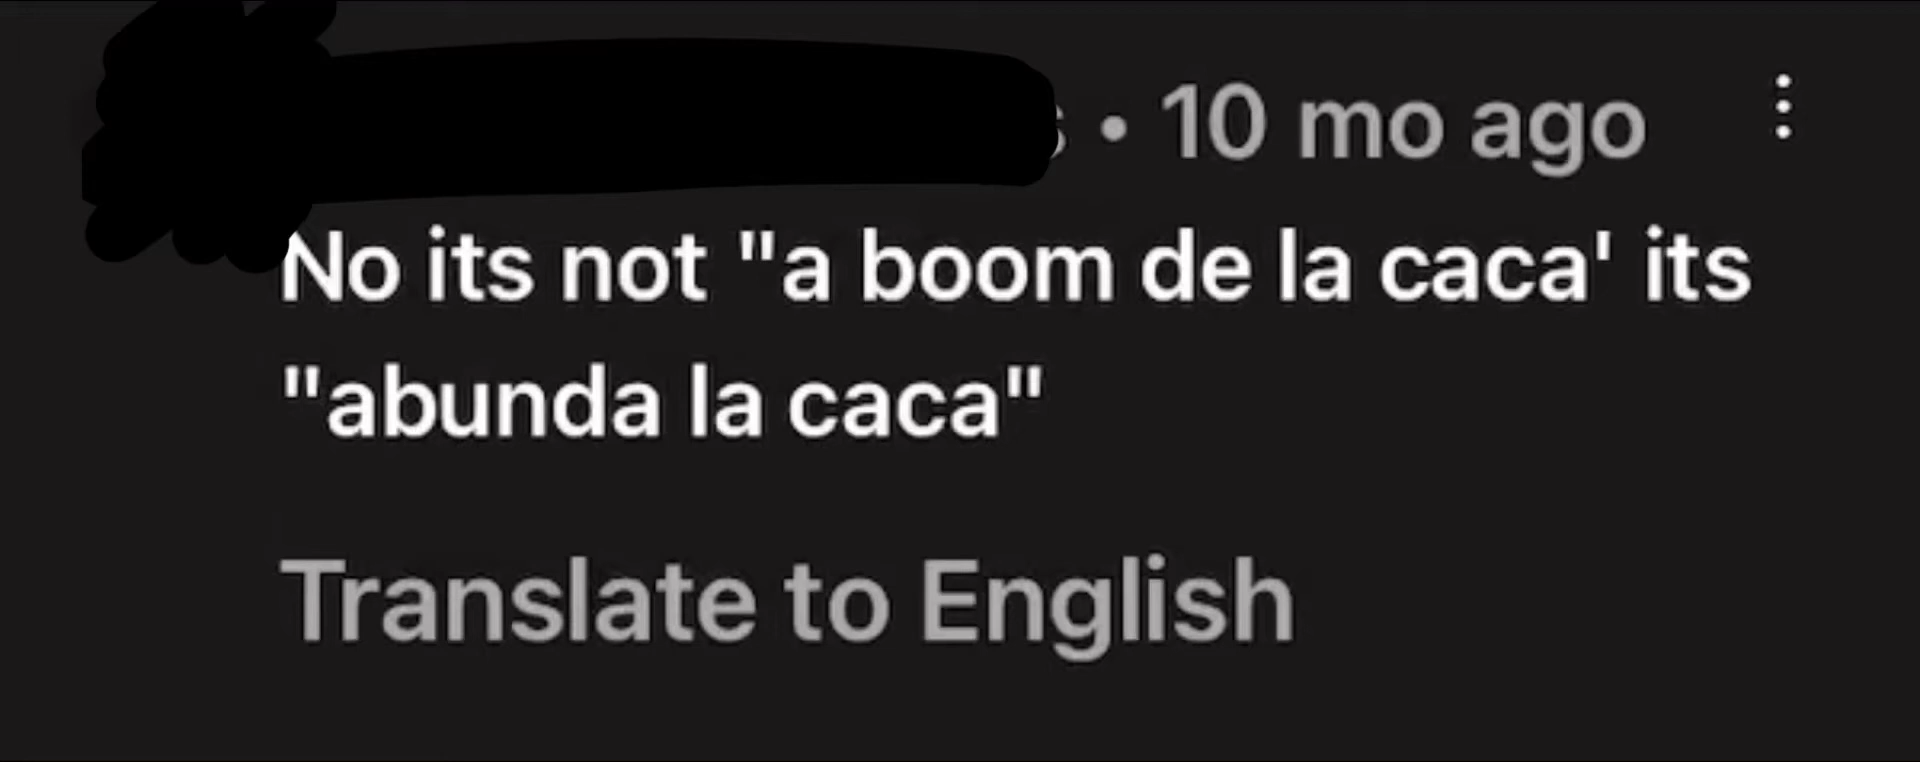 • 10 mo ago
No its not "a boom de la caca' its
"abunda la caca"
Translate to English